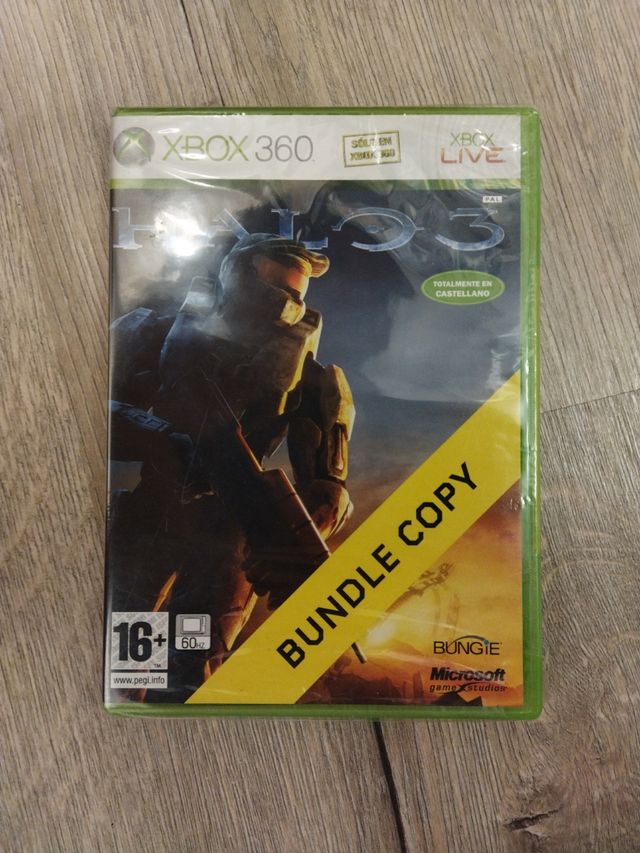 XBOX 360
SÓLO EN
XBOX 360
XBOX
LIVE
PAL
HALO 3
TOTALMENTE EN
CASTELLANO
BUNDLE COPY
16+
www.pegi.info
60HZ
BUNGIE
Microsoft
game studios